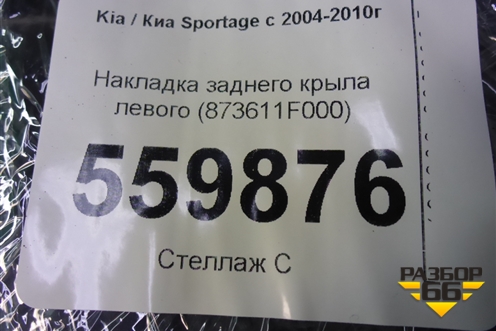 Kia / Киа Sportage с 2004-2010г
Накладка заднего крыла
левого (873611F000)
559876
Стеллаж С
РАЗБОР
66